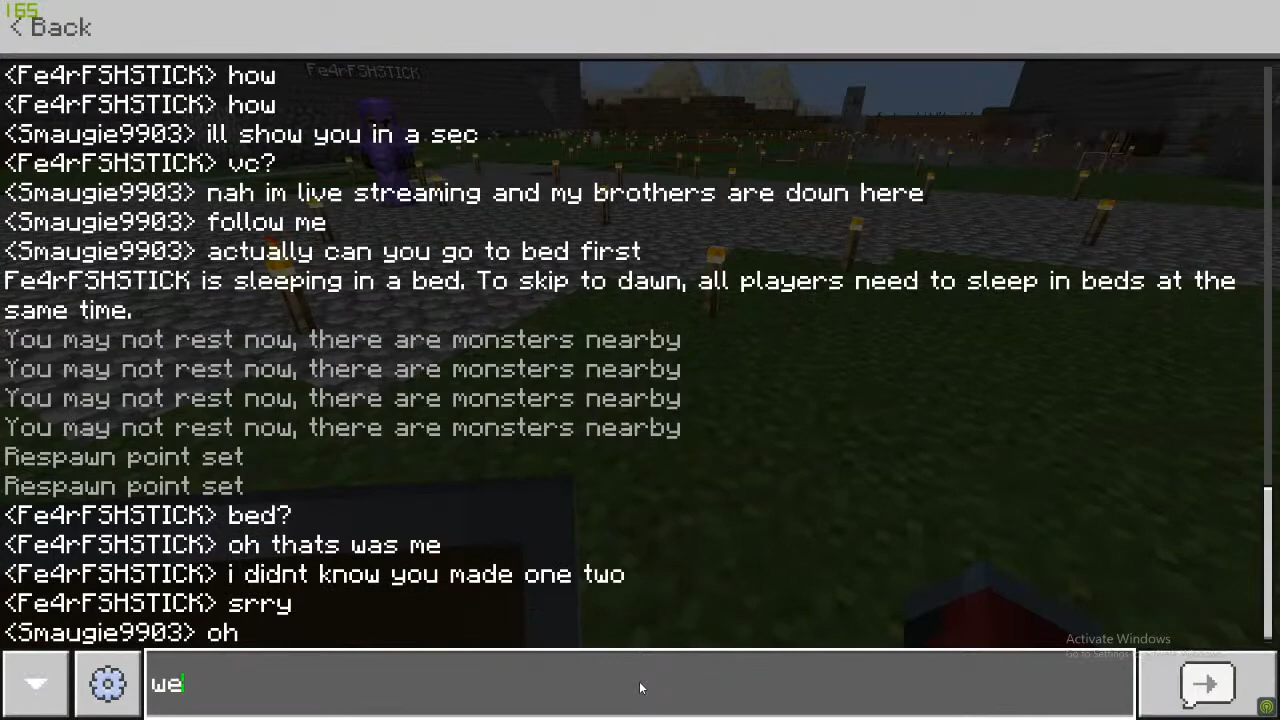 165
< Back
Fe4rFSHSTICK
<Fe4rFSHSTICK> how
<Fe4rFSHSTICK> how
<Smaugie9903> ill show you in a sec
<Fe4rFSHSTICK> vc?
<Smaugie9903> nah im live streaming and my brothers are down here
<Smaugie9903> follow me
<Smaugie9903> actually can you go to bed first
Fe4rFSHSTICK is sleeping in a bed. To skip to dawn, all players need to sleep in beds at the
same time.
You may not rest now, there are monsters nearby
You may not rest now, there are monsters nearby
You may not rest now, there are monsters nearby
You may not rest now, there are monsters nearby
Respawn point set
Respawn point set
<Fe4rFSHSTICK> bed?
<Fe4rFSHSTICK> oh thats was me
<Fe4rFSHSTICK> i didnt know you made one two
<Fe4rFSHSTICK> srry
<Smaugie9903> oh
Activate Windows
Go to Settings
we